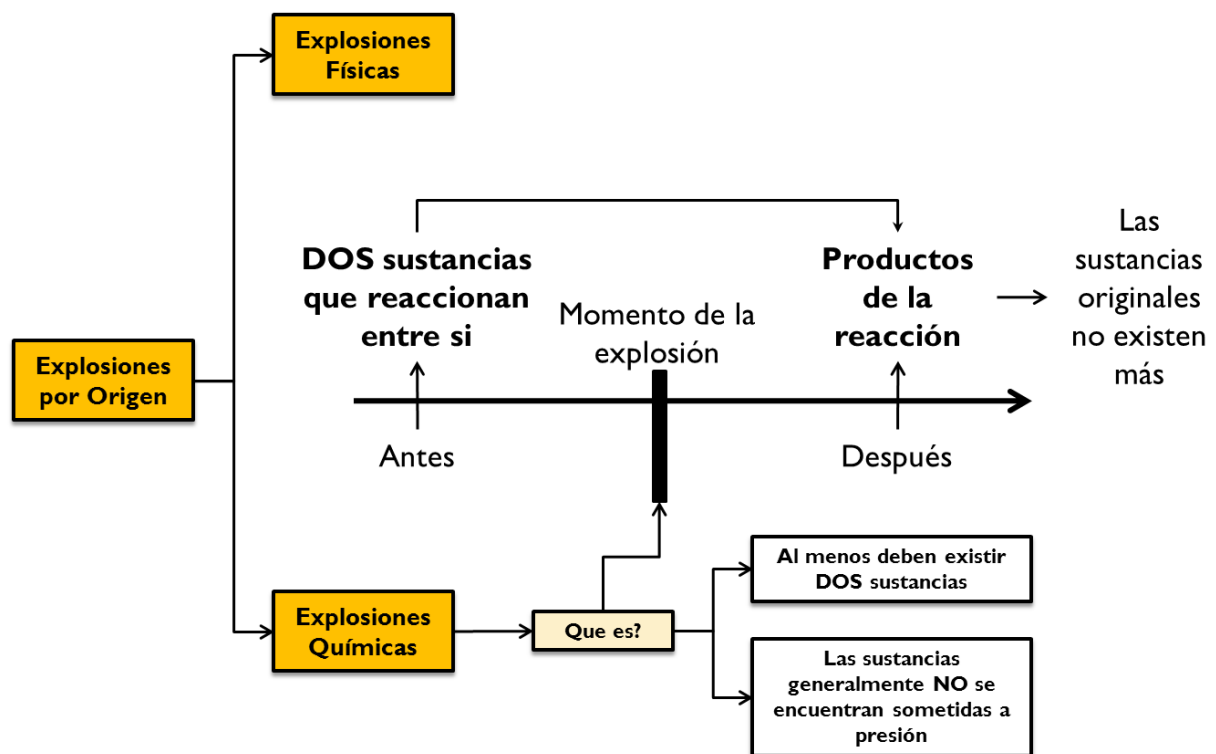 Explosiones
Físicas
DOS sustancias
que reaccionan
entre si
Momento de la
explosión
Productos
de la
reacción
Las
sustancias
originales
no existen
más
Explosiones
por Origen
Antes
Después
Explosiones
Químicas
Que es?
Al menos deben existir
DOS sustancias
Las sustancias
generalmente NO se
encuentran sometidas a
presión